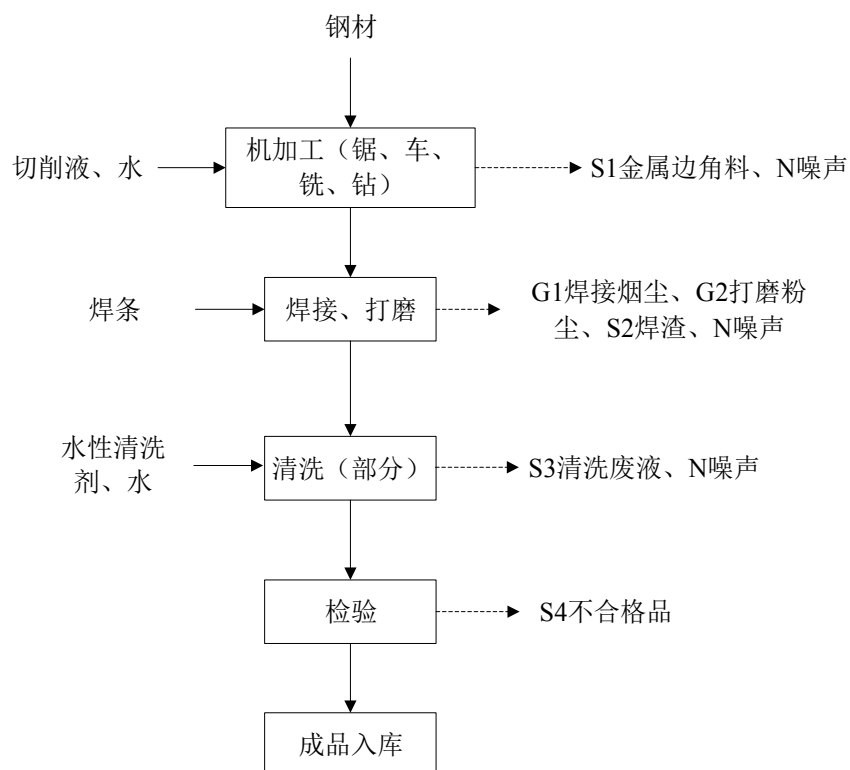 钢材
切削液、水
机加工（锯、车、
铣、钻）
S1金属边角料、N噪声
焊条
焊接、打磨
G1焊接烟尘、G2打磨粉
尘、S2焊渣、N噪声
水性清洗
剂、水
清洗（部分）
S3清洗废液、N噪声
检验
S4不合格品
成品入库